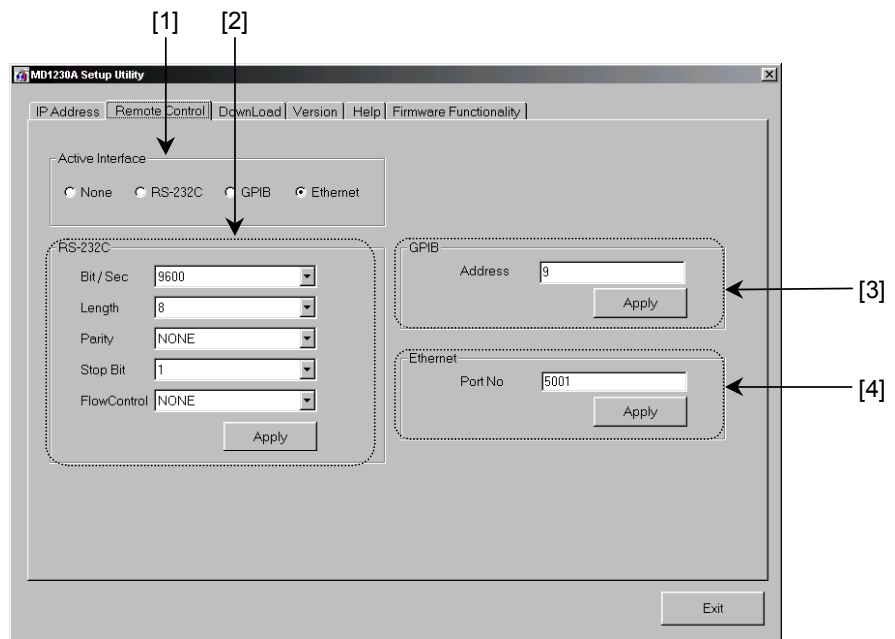 [1] [2]
MD1230A Setup Utility
IP Address Remote Control DownLoad Version Help Firmware Functionality
Active Interface
None RS-232C GPIB Ethernet
RS-232C
Bit / Sec 9600
Length 8
Parity NONE
Stop Bit 1
FlowControl NONE
Apply
GPIB
Address 9
Apply
[3]
Ethernet
Port No 5001
Apply
[4]
Exit